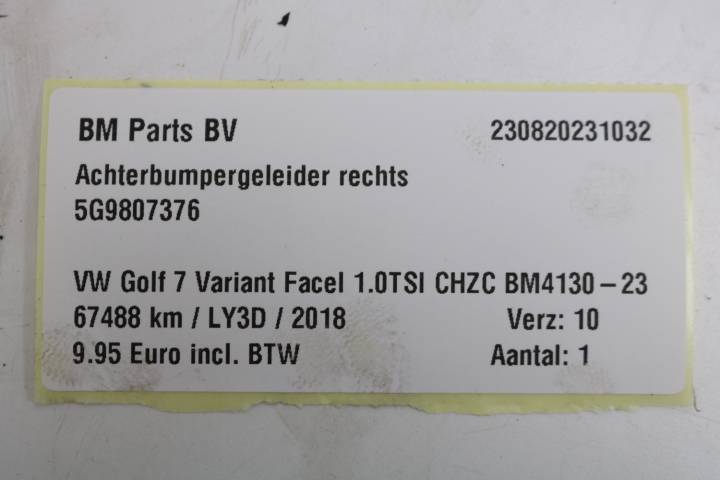 BM Parts BV 230820231032
Achterbumpergeleider rechts
5G9807376
VW Golf 7 Variant Facel 1.0TSI CHZC BM4130-23
67488 km / LY3D / 2018 Verz: 10
9.95 Euro incl. BTW Aantal: 1